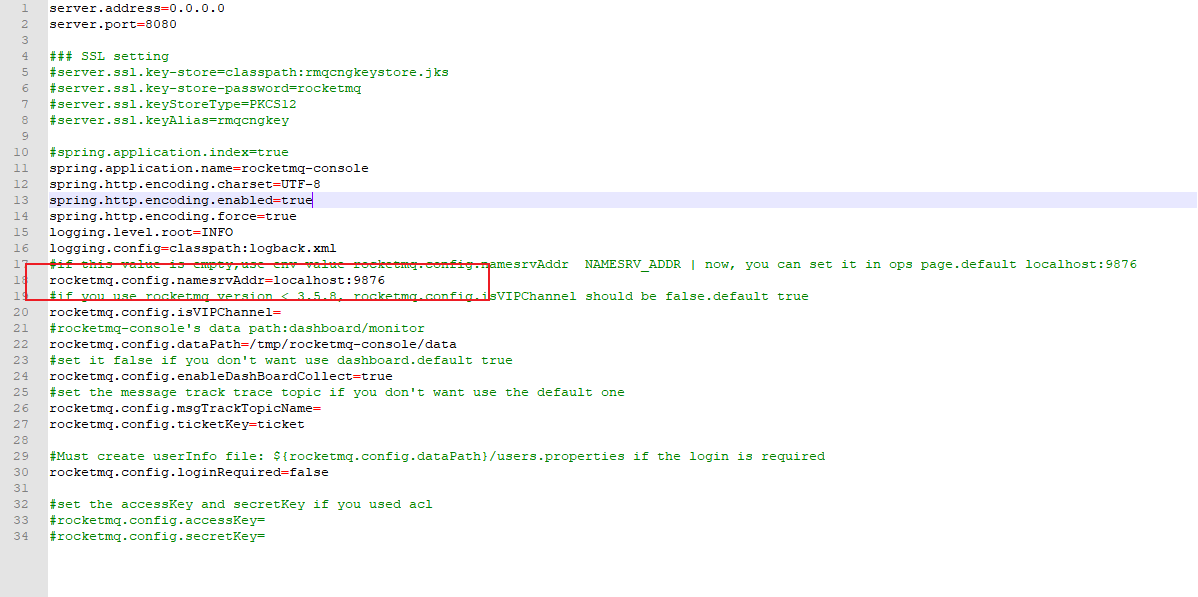 1 server.address=0.0.0.0
2 server.port=8080
3
4 ### SSL setting
5 #server.ssl.key-store=classpath:rmqcngkeystore.jks
6 #server.ssl.key-store-password=rocketmq
7 #server.ssl.keyStoreType=PKCS12
8 #server.ssl.keyAlias=rmqcngkey
9
10 #spring.application.index=true
11 spring.application.name=rocketmq-console
12 spring.http.encoding.charset=UTF-8
13 spring.http.encoding.enabled=true
14 spring.http.encoding.force=true
15 logging.level.root=INFO
16 logging.config=classpath:logback.xml
17 #if this value is empty,use env value rocketmq.config.namesrvAddr  NAMESRV_ADDR | now, you can set it in ops page.default localhost:9876
18 rocketmq.config.namesrvAddr=localhost:9876
19 #if you use rocketmq version < 3.5.8, rocketmq.config.isVIPChannel should be false.default true
20 rocketmq.config.isVIPChannel=
21 #rocketmq-console's data path:dashboard/monitor
22 rocketmq.config.dataPath=/tmp/rocketmq-console/data
23 #set it false if you don't want use dashboard.default true
24 rocketmq.config.enableDashBoardCollect=true
25 #set the message track trace topic if you don't want use the default one
26 rocketmq.config.msgTrackTopicName=
27 rocketmq.config.ticketKey=ticket
28
29 #Must create userInfo file: ${rocketmq.config.dataPath}/users.properties if the login is required
30 rocketmq.config.loginRequired=false
31
32 #set the accessKey and secretKey if you used acl
33 #rocketmq.config.accessKey=
34 #rocketmq.config.secretKey=